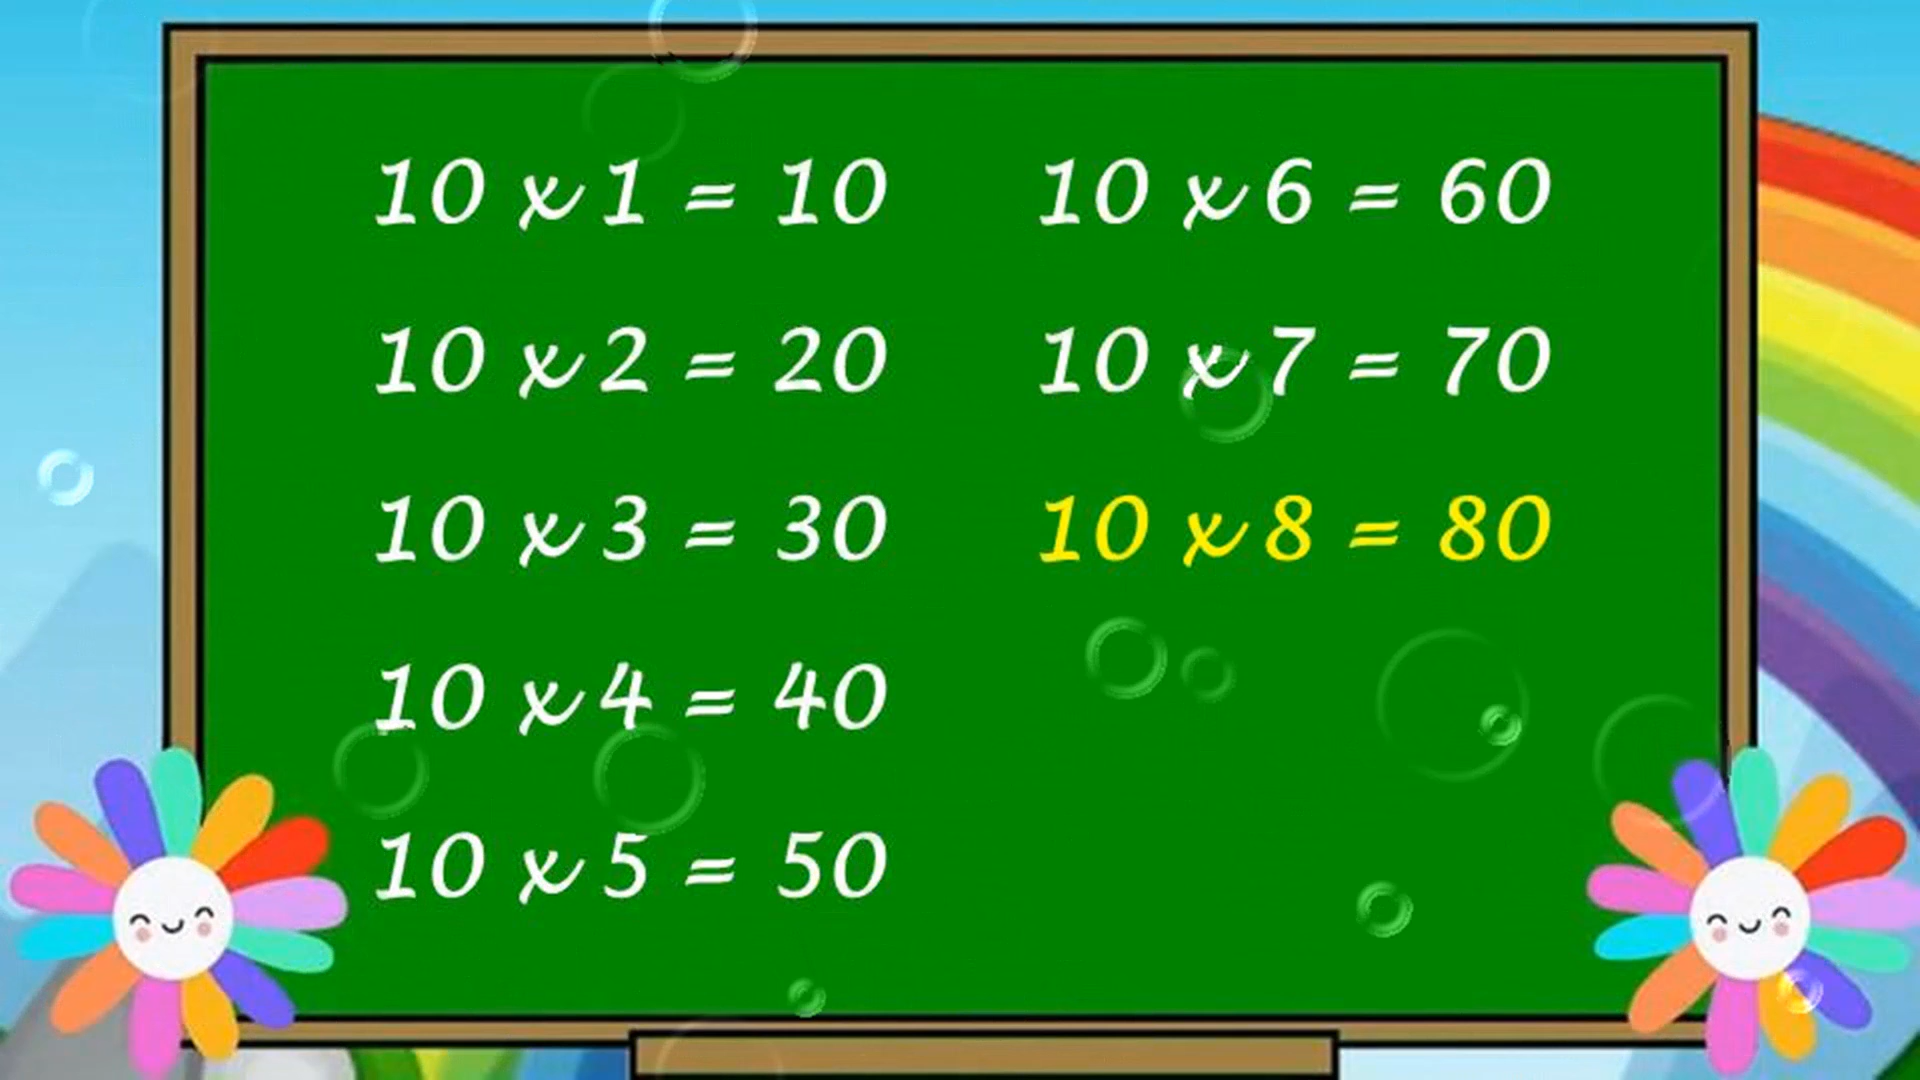 10 x 1 = 10
10 x 2 = 20
10 x 3 = 30
10 x 4 = 40
10 x 5 = 50
10 x 6 = 60
10 x 7 = 70
10 x 8 = 80